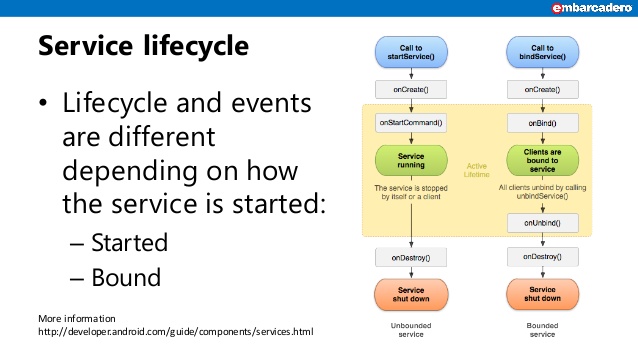 embarcadero
Service lifecycle
• Lifecycle and events
are different
depending on how
the service is started:
– Started
– Bound
More information
http://developer.android.com/guide/components/services.html
Call to
startService()
onCreate()
onStartCommand()
Service
running
The service is stopped
by itself or a client
onDestroy()
Service
shut down
Unbounded
service
Active
Lifetime
Call to
bindService()
onCreate()
onBind()
Clients are
bound to
service
All clients unbind by calling
unbindService()
onUnbind()
onDestroy()
Service
shut down
Bounded
service